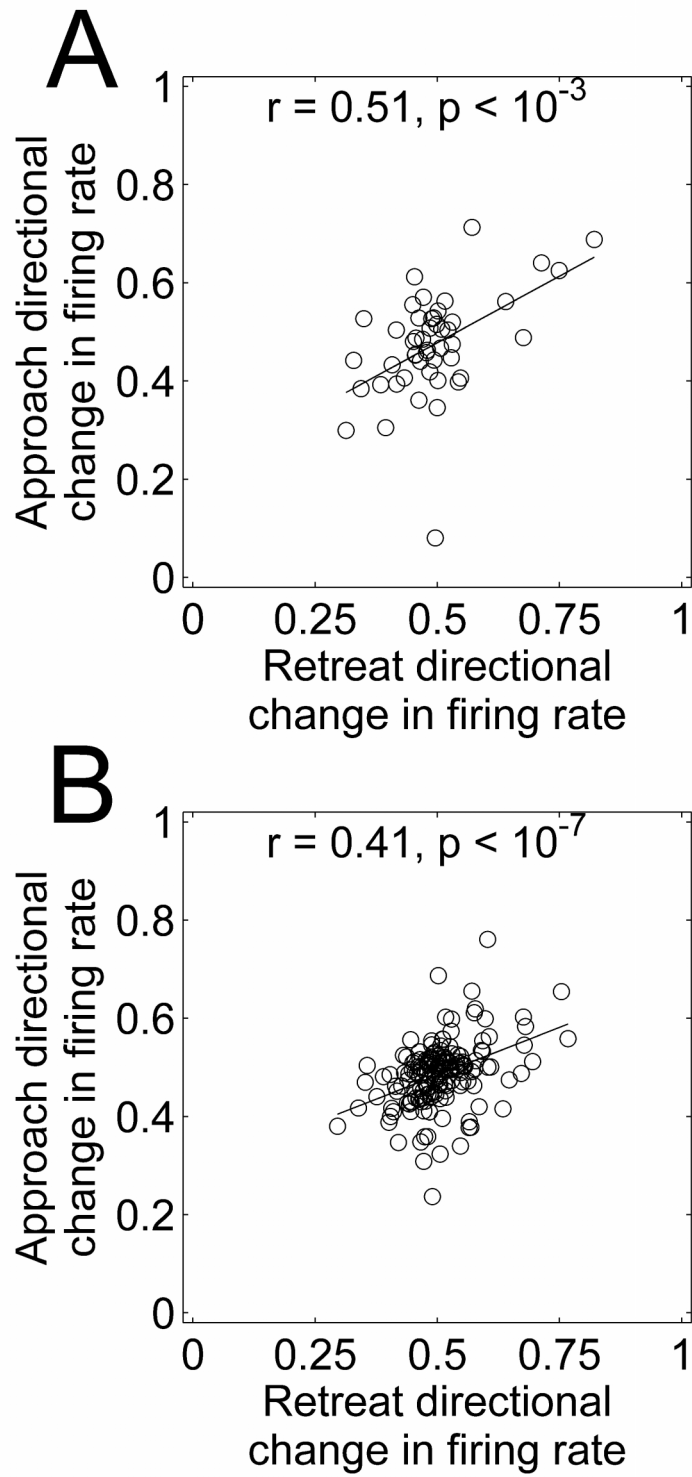 A
r = 0.51, p < 10⁻³
Approach directional
change in firing rate
1
0.8
0.6
0.4
0.2
0
0
0.25
0.5
0.75
1
Retreat directional
change in firing rate
B
r = 0.41, p < 10⁻⁷
Approach directional
change in firing rate
1
0.8
0.6
0.4
0.2
0
0
0.25
0.5
0.75
1
Retreat directional
change in firing rate